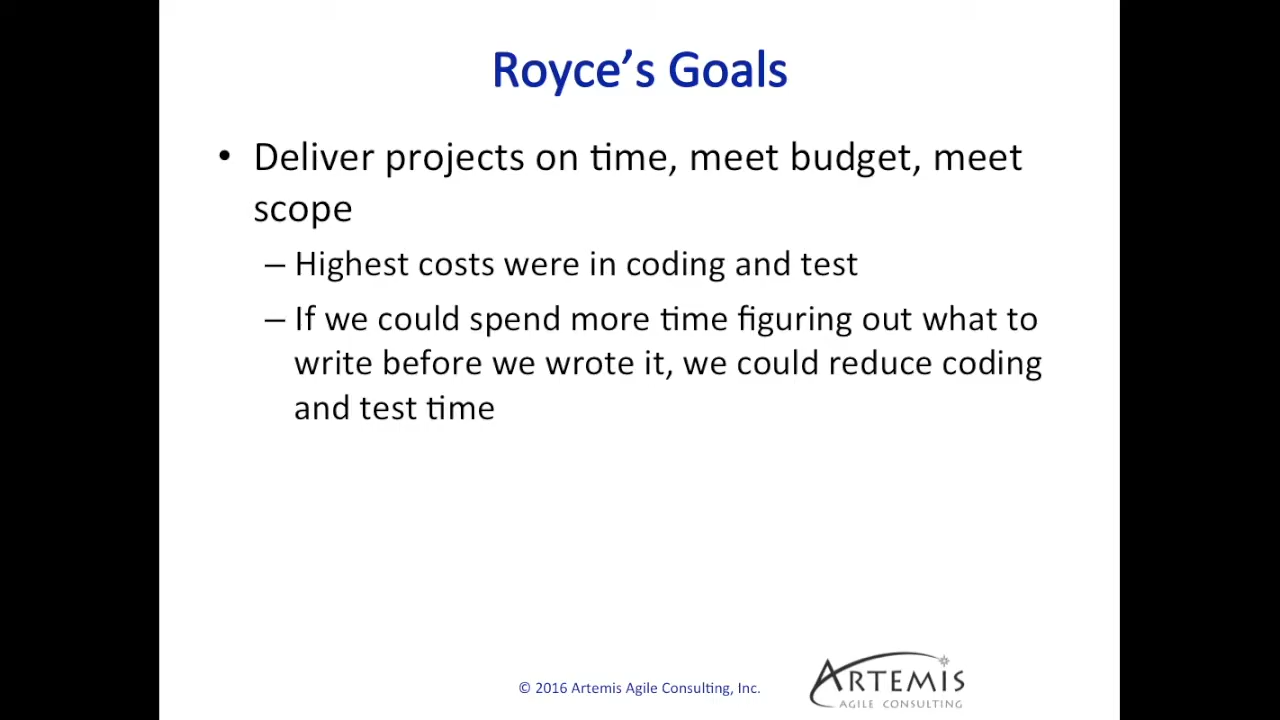 Royce’s Goals
• Deliver projects on time, meet budget, meet
scope
– Highest costs were in coding and test
– If we could spend more time figuring out what to
write before we wrote it, we could reduce coding
and test time
© 2016 Artemis Agile Consulting, Inc.
ARTEMIS
AGILE CONSULTING